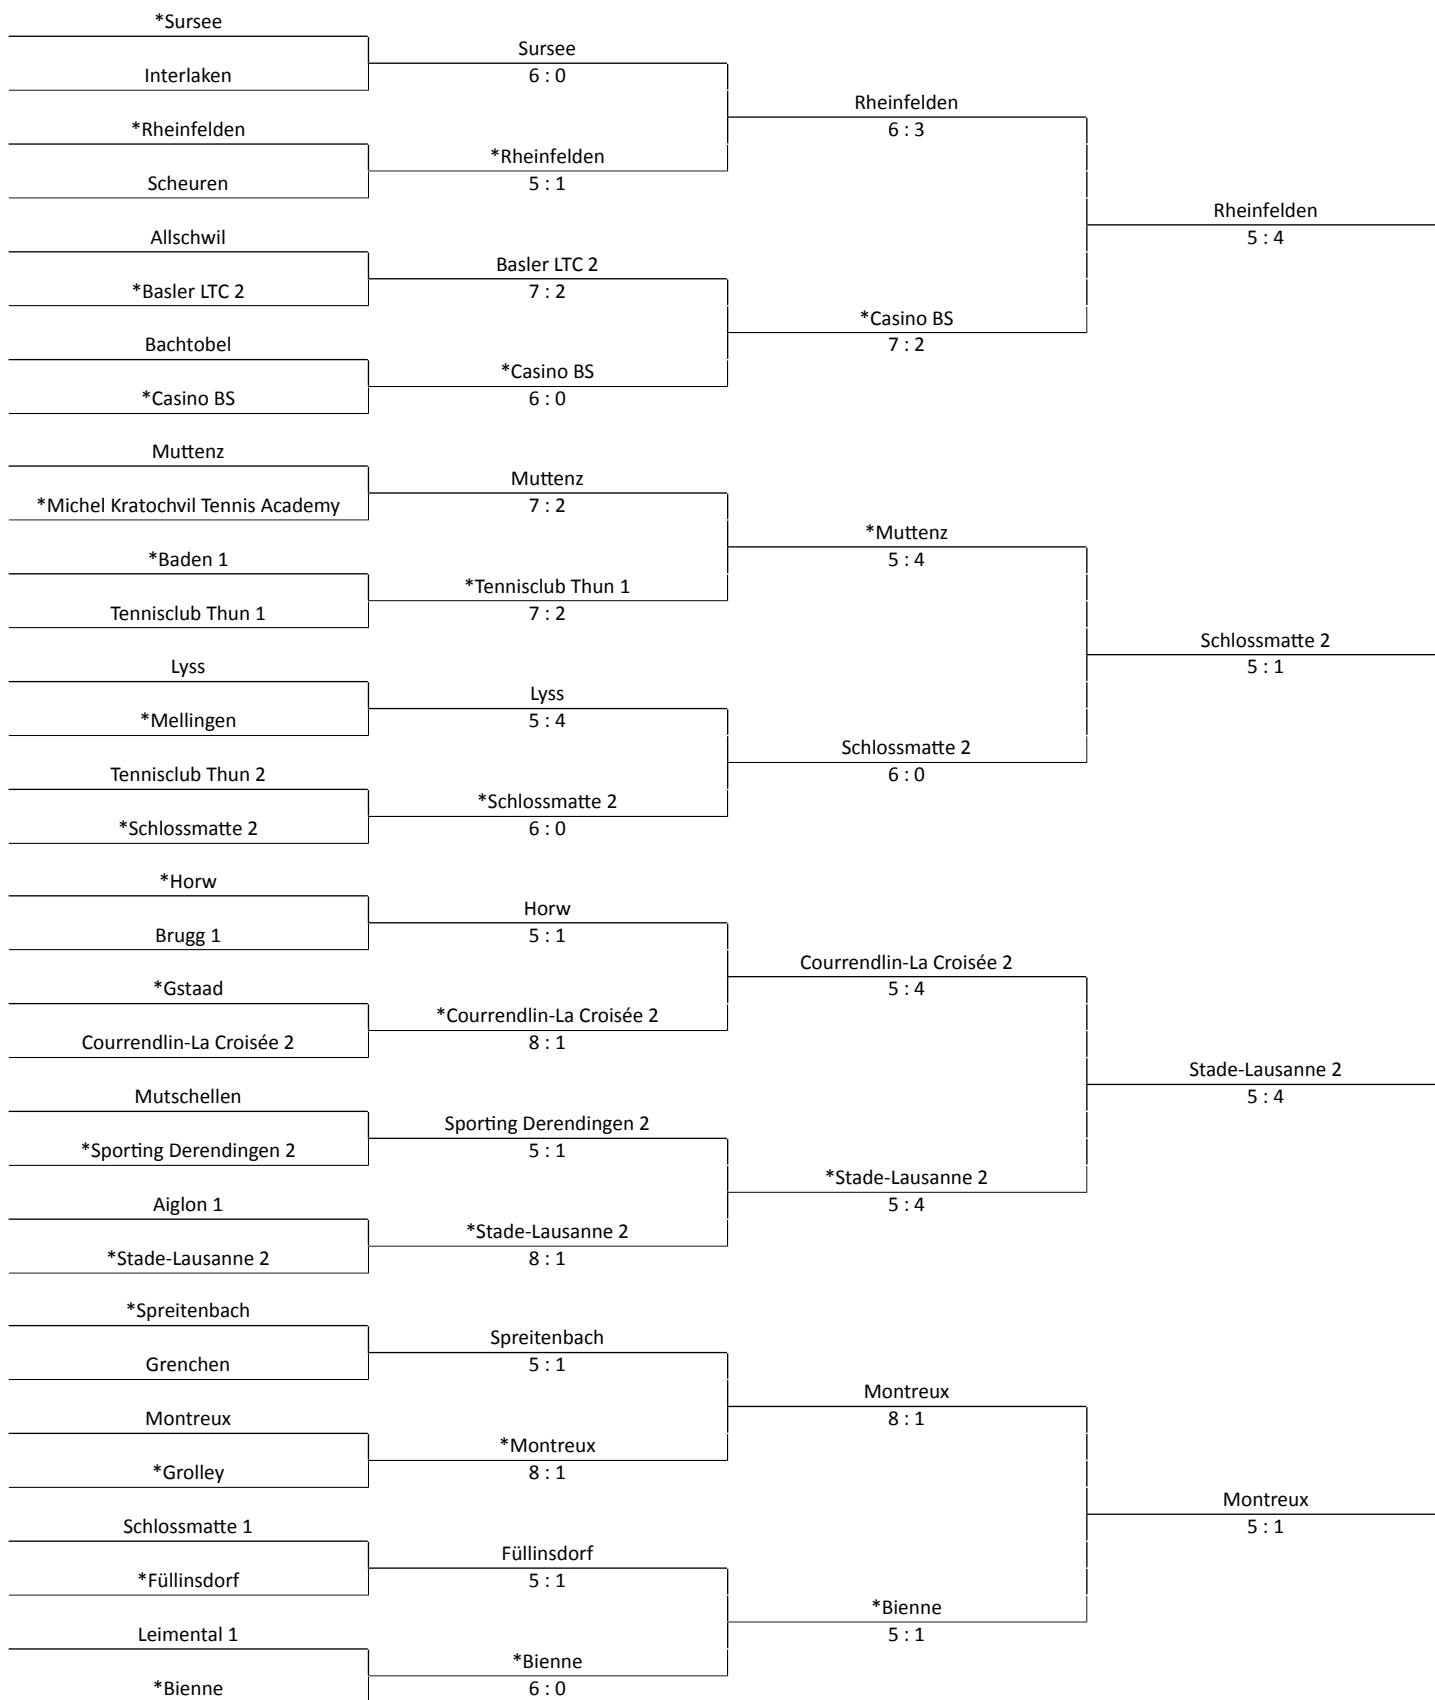 *Sursee
Interlaken
*Rheinfelden
Scheuren
Allschwil
*Basler LTC 2
Bachtobel
*Casino BS
Muttenz
*Michel Kratochvil Tennis Academy
*Baden 1
Tennisclub Thun 1
Lyss
*Mellingen
Tennisclub Thun 2
*Schlossmatte 2
*Horw
Brugg 1
*Gstaad
Courrendlin-La Croisée 2
Mutschellen
*Sporting Derendingen 2
Aiglon 1
*Stade-Lausanne 2
*Spreitenbach
Grenchen
Montreux
*Grolley
Schlossmatte 1
*Füllinsdorf
Leimental 1
*Bienne
Sursee
6 : 0
*Rheinfelden
5 : 1
Basler LTC 2
7 : 2
*Casino BS
6 : 0
Muttenz
7 : 2
*Tennisclub Thun 1
7 : 2
Lyss
5 : 4
*Schlossmatte 2
6 : 0
Horw
5 : 1
*Courrendlin-La Croisée 2
8 : 1
Sporting Derendingen 2
5 : 1
*Stade-Lausanne 2
8 : 1
Spreitenbach
5 : 1
*Montreux
8 : 1
Füllinsdorf
5 : 1
*Bienne
6 : 0
Rheinfelden
6 : 3
*Casino BS
7 : 2
*Muttenz
5 : 4
Schlossmatte 2
6 : 0
Courrendlin-La Croisée 2
5 : 4
*Stade-Lausanne 2
5 : 4
Montreux
8 : 1
*Bienne
5 : 1
Rheinfelden
5 : 4
Schlossmatte 2
5 : 1
Stade-Lausanne 2
5 : 4
Montreux
5 : 1